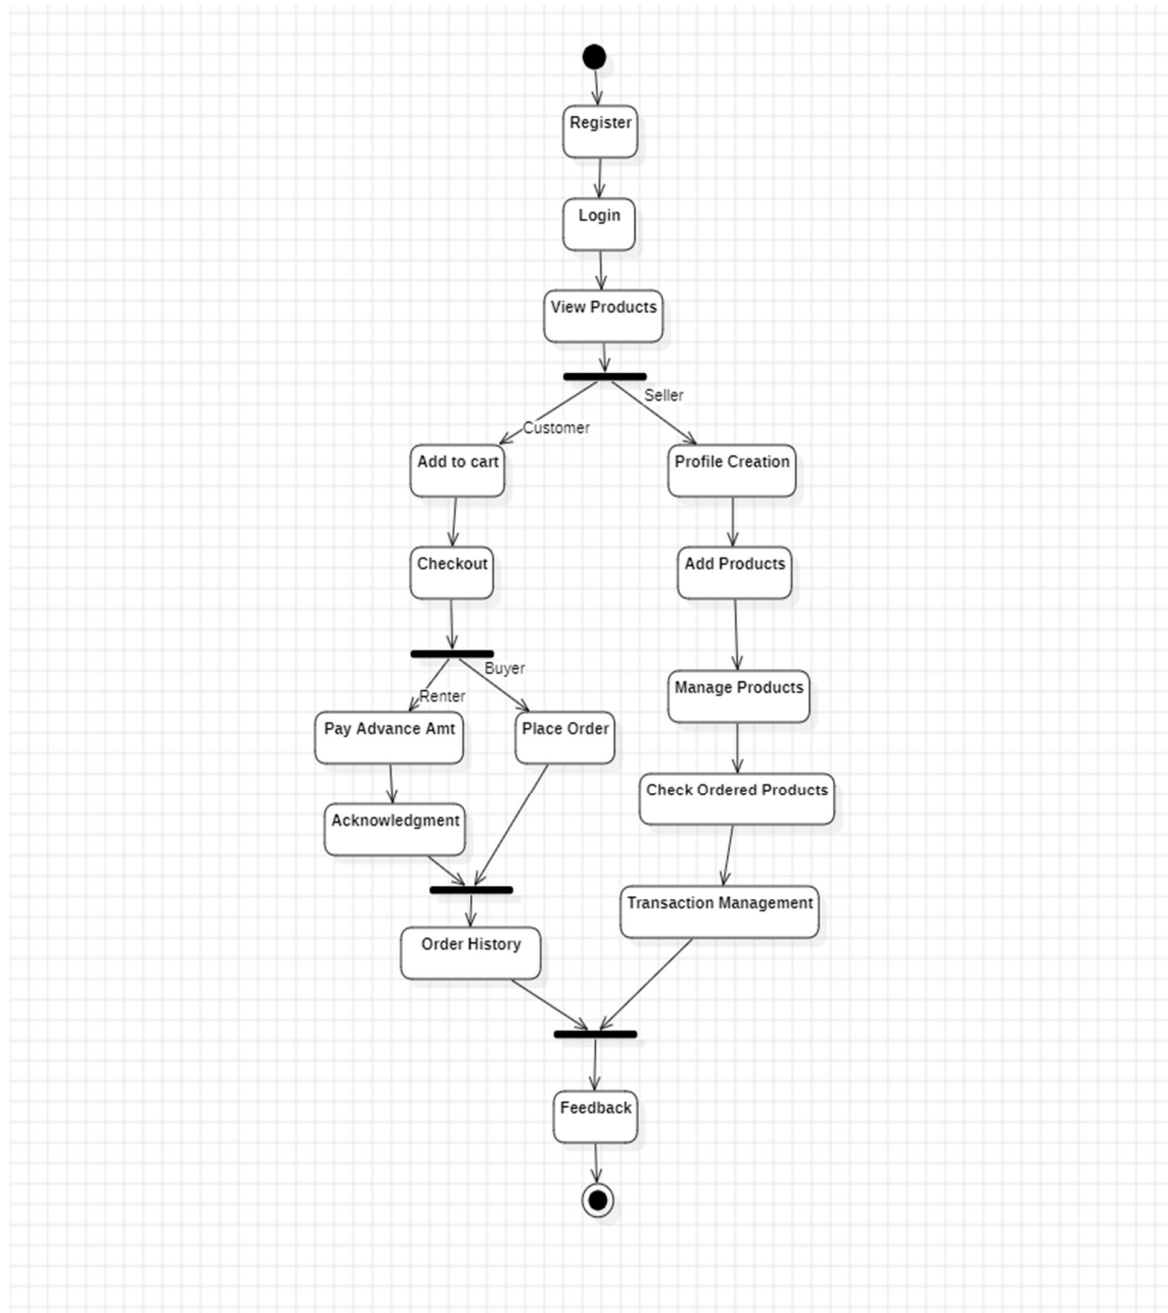 Register
Login
View Products
Seller
Customer
Add to cart
Profile Creation
Checkout
Add Products
Buyer
Renter
Manage Products
Pay Advance Amt
Place Order
Check Ordered Products
Acknowledgment
Transaction Management
Order History
Feedback